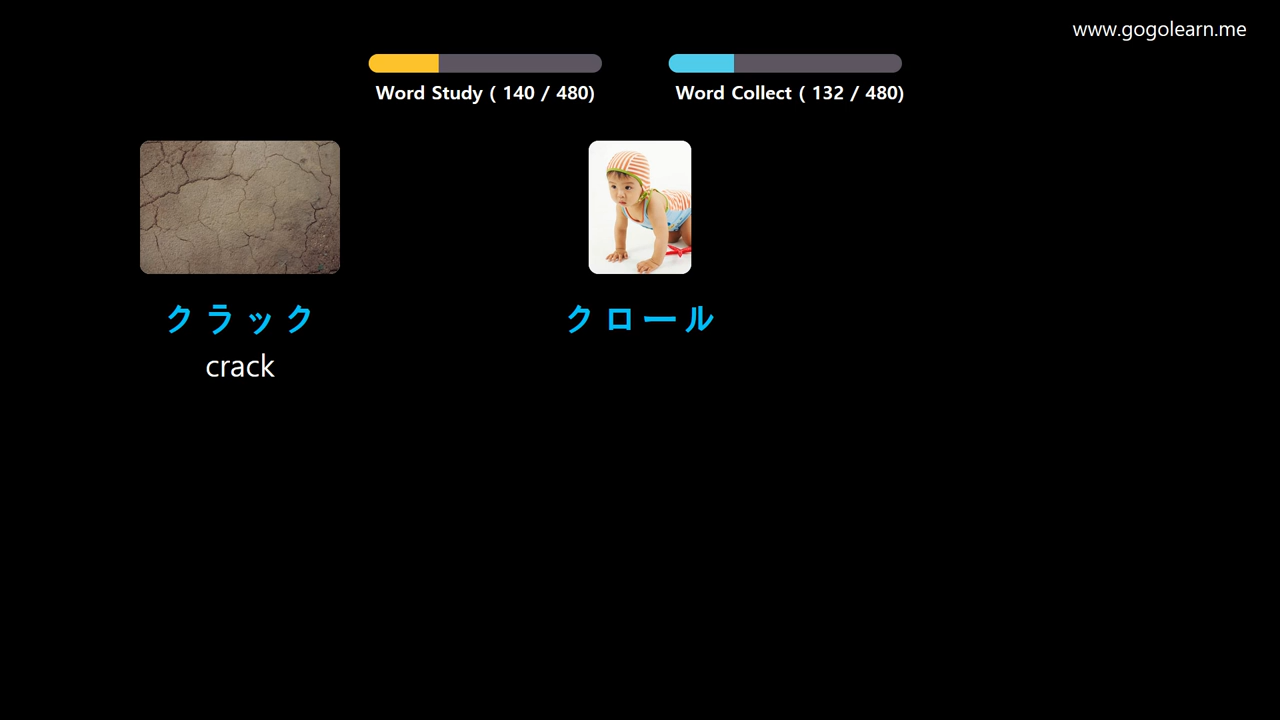 www.gogolearn.me
Word Study ( 140 / 480)
Word Collect ( 132 / 480)
クラック
クロール
crack